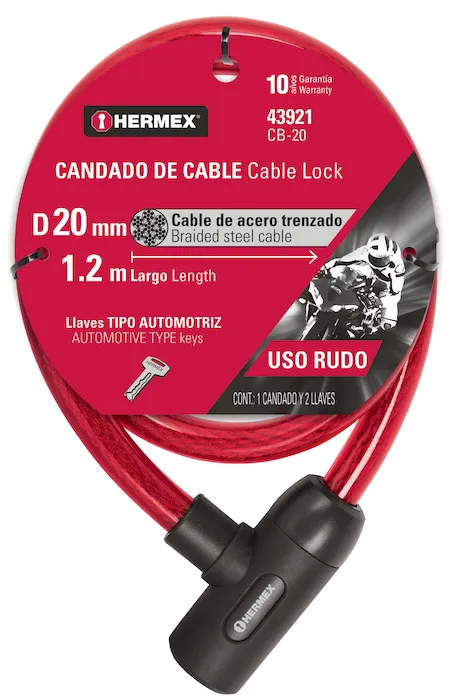 HERMEX
10 años Garantía
years Warranty
43921
CB-20
CANDADO DE CABLE Cable Lock
D 20 mm
Cable de acero trenzado
Braided steel cable
1.2 m Largo Length
Llaves TIPO AUTOMOTRIZ
AUTOMOTIVE TYPE keys
USO RUDO
CONT.: 1 CANDADO Y 2 LLAVES
HERMEX